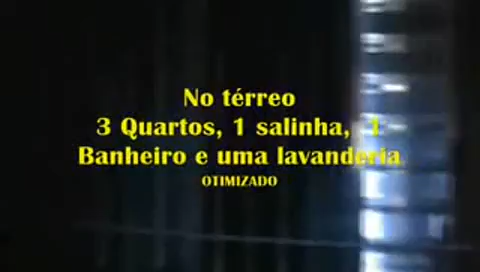 No térreo
3 Quartos, 1 salinha, 1
Banheiro e uma lavanderia
OTIMIZADO